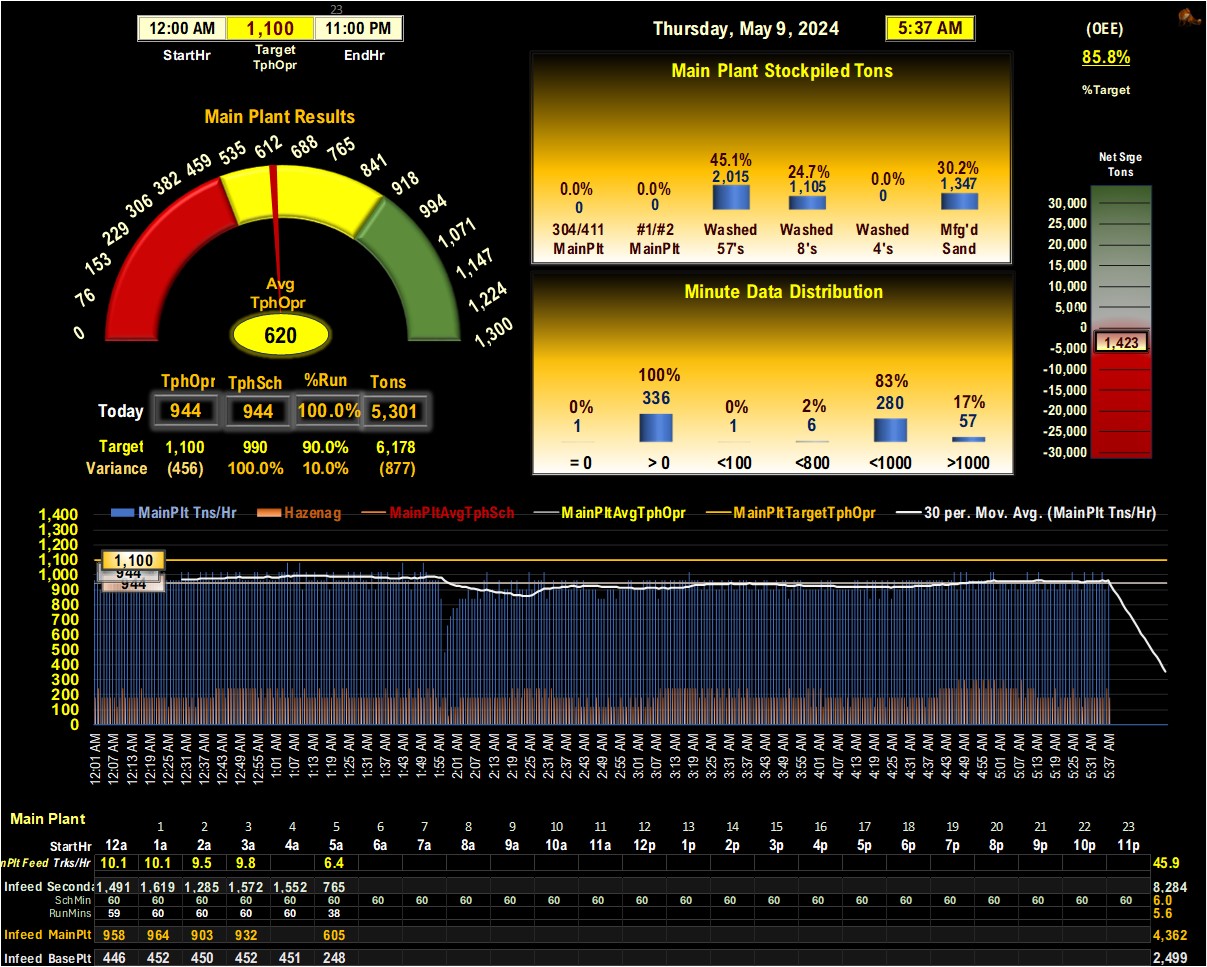 23
12:00 AM 1,100 11:00 PM
StartHr Target TphOpr EndHr
Thursday, May 9, 2024 5:37 AM
(OEE)
85.8%
%Target
Main Plant Results
0 76 153 229 306 382 459 535 612 688 765 841 918 994 1,071 1,147 1,224 1,300
Avg
TphOpr
620
TphOpr TphSch %Run Tons
Today 944 944 100.0% 5,301
Target 1,100 990 90.0% 6,178
Variance (456) 100.0% 10.0% (877)
Main Plant Stockpiled Tons
0.0% 0.0% 45.1% 24.7% 0.0% 30.2%
0 0 2,015 1,105 0 1,347
304/411 #1/#2 Washed Washed Washed Mfg'd
MainPlt MainPlt 57's 8's 4's Sand
Minute Data Distribution
0% 100% 0% 2% 83% 17%
1 336 1 6 280 57
= 0 > 0 <100 <800 <1000 >1000
Net Srge
Tons
30,000
25,000
20,000
15,000
10,000
5,000
0
1,423
-5,000
-10,000
-15,000
-20,000
-25,000
-30,000
MainPlt Tns/Hr Hazenag MainPltAvgTphSch MainPltAvgTphOpr MainPltTargetTphOpr 30 per. Mov. Avg. (MainPlt Tns/Hr)
1,400
1,300
1,200
1,100
1,000
900
800
700
600
500
400
300
200
100
0
1,100
944
944
12:01 AM 12:07 AM 12:13 AM 12:19 AM 12:25 AM 12:31 AM 12:37 AM 12:43 AM 12:49 AM 12:55 AM 1:01 AM 1:07 AM 1:13 AM 1:19 AM 1:25 AM 1:31 AM 1:37 AM 1:43 AM 1:49 AM 1:55 AM 2:01 AM 2:07 AM 2:13 AM 2:19 AM 2:25 AM 2:31 AM 2:37 AM 2:43 AM 2:49 AM 2:55 AM 3:01 AM 3:07 AM 3:13 AM 3:19 AM 3:25 AM 3:31 AM 3:37 AM 3:43 AM 3:49 AM 3:55 AM 4:01 AM 4:07 AM 4:13 AM 4:19 AM 4:25 AM 4:31 AM 4:37 AM 4:43 AM 4:49 AM 4:55 AM 5:01 AM 5:07 AM 5:13 AM 5:19 AM 5:25 AM 5:31 AM 5:37 AM
Main Plant
1 2 3 4 5 6 7 8 9 10 11 12 13 14 15 16 17 18 19 20 21 22 23
StartHr 12a 1a 2a 3a 4a 5a 6a 7a 8a 9a 10a 11a 12p 1p 2p 3p 4p 5p 6p 7p 8p 9p 10p 11p
nPlt Feed Trks/Hr 10.1 10.1 9.5 9.8 6.4 45.9
Infeed Seconda 1,491 1,619 1,285 1,572 1,552 765 8,284
SchMin 60 60 60 60 60 60 60 60 60 60 60 60 60 60 60 60 60 60 60 60 60 60 60 60 6.0
RunMins 59 60 60 60 60 38 5.6
Infeed MainPlt 958 964 903 932 605 4,362
Infeed BasePlt 446 452 450 452 451 248 2,499